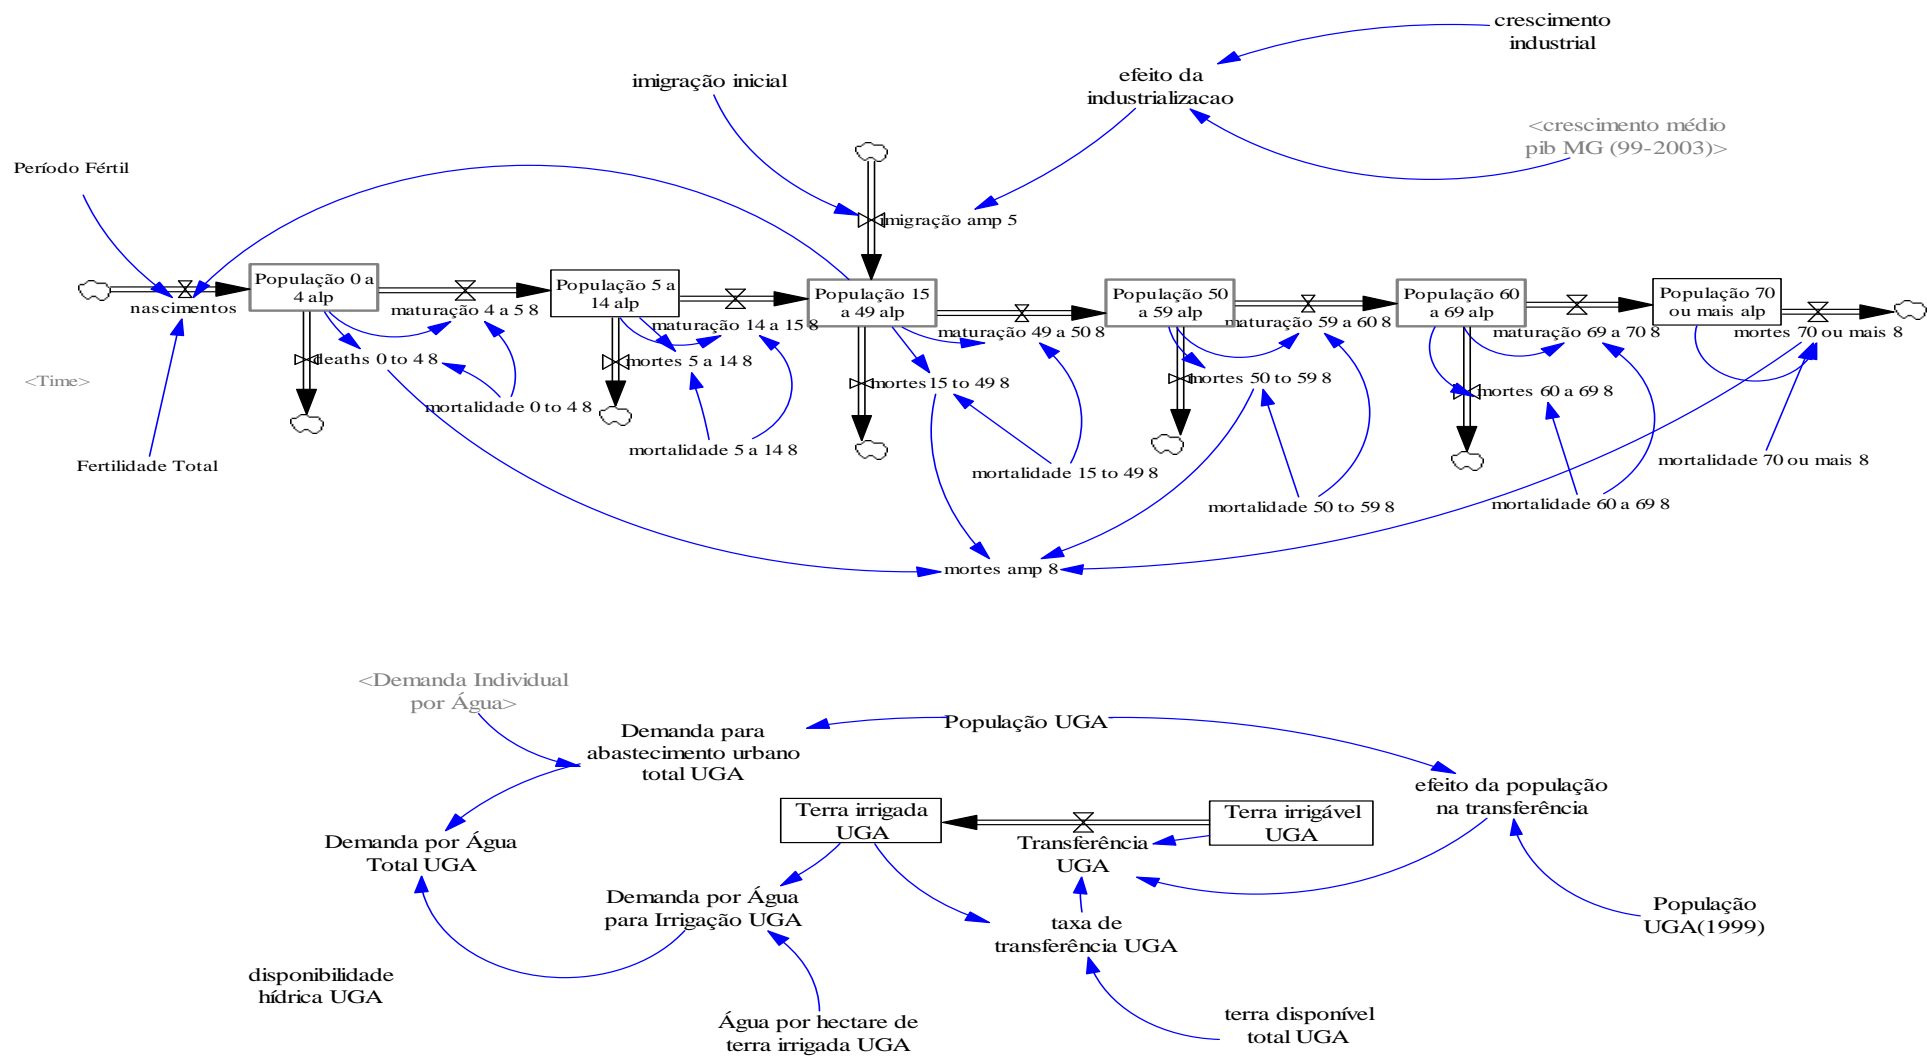 crescimento
industrial
imigração inicial
efeito da
industrializacao
<crescimento médio
pib MG (99-2003)>
Período Fértil
imigração amp 5
População 0 a
4 alp
População 5 a
14 alp
População 15
a 49 alp
População 50
a 59 alp
População 60
a 69 alp
População 70
ou mais alp
nascimentos
maturação 4 a 5 8
maturação 14 a 15 8
maturação 49 a 50 8
maturação 59 a 60 8
maturação 69 a 70 8
mortes 70 ou mais 8
<Time>
deaths 0 to 4 8
mortes 5 a 14 8
mortes15 to 49 8
mortes 50 to 59 8
mortes 60 a 69 8
mortalidade 0 to 4 8
mortalidade 5 a 14 8
mortalidade 15 to 49 8
mortalidade 50 to 59 8
mortalidade 60 a 69 8
mortalidade 70 ou mais 8
Fertilidade Total
mortes amp 8
<Demanda Individual
por Água>
Demanda para
abastecimento urbano
total UGA
População UGA
efeito da população
na transferência
Terra irrigada
UGA
Terra irrigável
UGA
Transferência
UGA
Demanda por Água
Total UGA
Demanda por Água
para Irrigação UGA
taxa de
transferência UGA
População
UGA(1999)
disponibilidade
hídrica UGA
Água por hectare de
terra irrigada UGA
terra disponível
total UGA